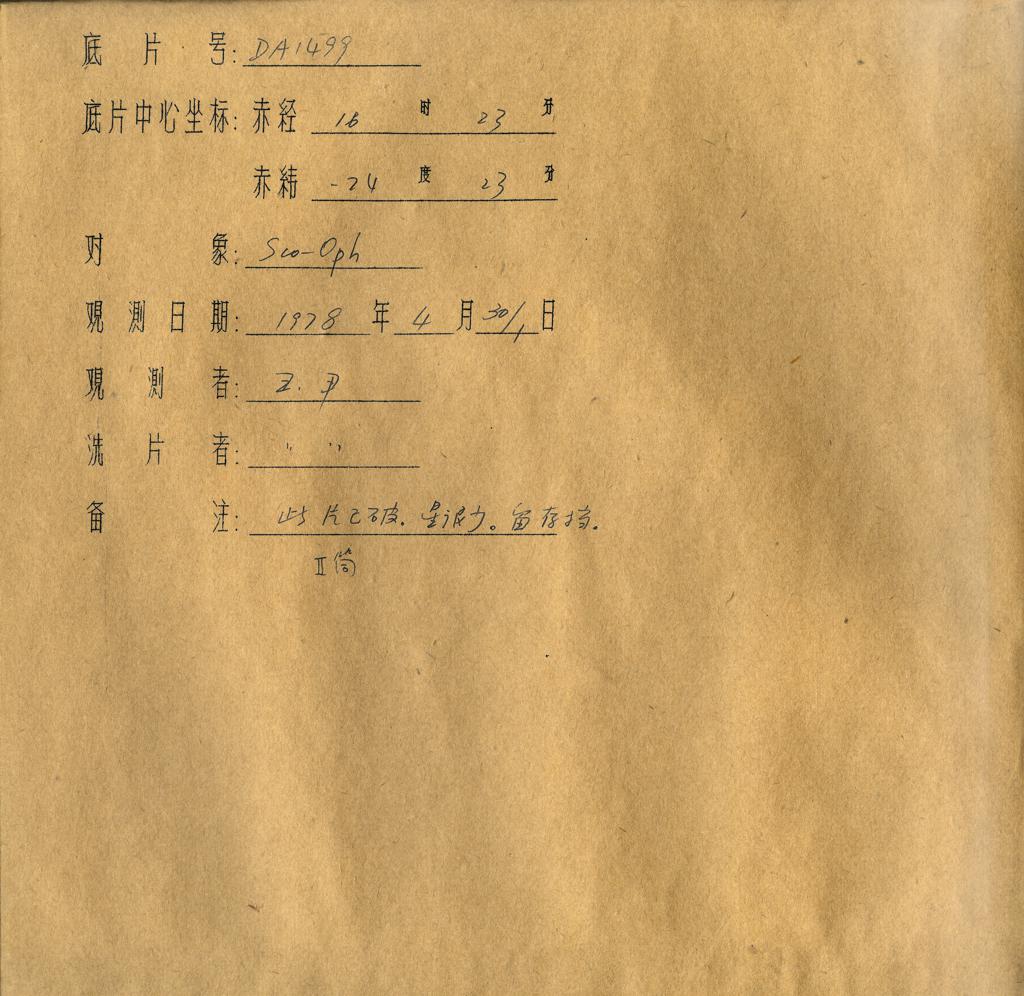 底片号: DA1499
底片中心坐标: 赤经 16 时 23 分
赤纬 -24 度 23 分
对象: Sco-Oph
观测日期: 1978 年 4 月 30/1 日
观测者: Z. 尹
洗片者: " "
备注: 此片已破. 星很少。留存档.
II筒